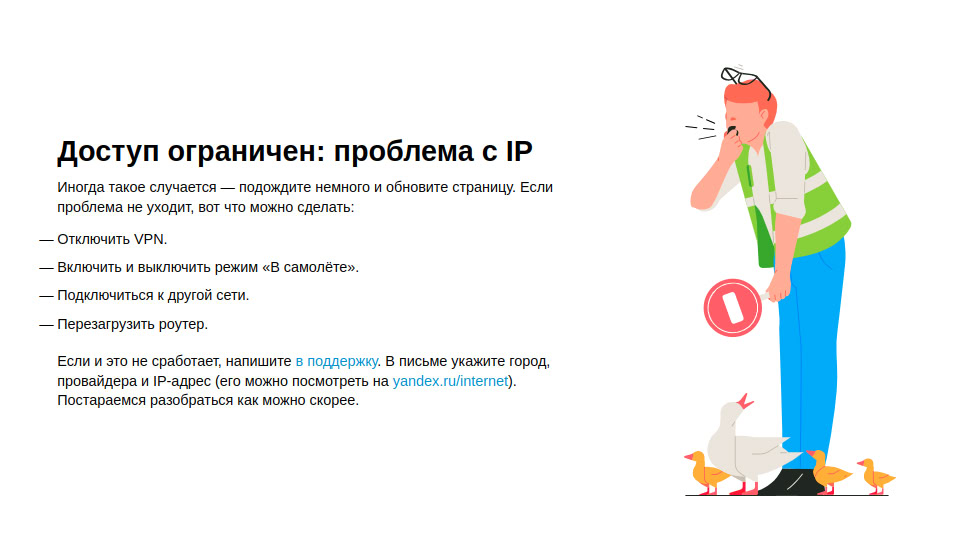 Доступ ограничен: проблема с IP
Иногда такое случается — подождите немного и обновите страницу. Если
проблема не уходит, вот что можно сделать:
— Отключить VPN.
— Включить и выключить режим «В самолёте».
— Подключиться к другой сети.
— Перезагрузить роутер.
Если и это не сработает, напишите в поддержку. В письме укажите город,
провайдера и IP-адрес (его можно посмотреть на yandex.ru/internet).
Постараемся разобраться как можно скорее.